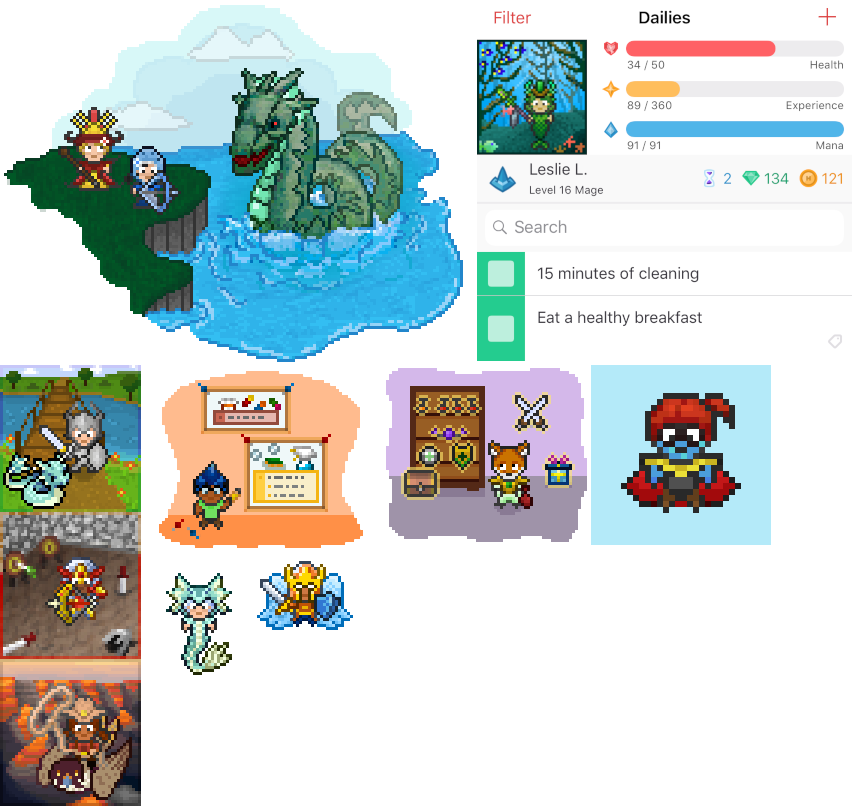 Filter
Dailies
34 / 50
Health
89 / 360
Experience
91 / 91
Mana
Leslie L.
Level 16 Mage
2
134
121
Search
15 minutes of cleaning
Eat a healthy breakfast